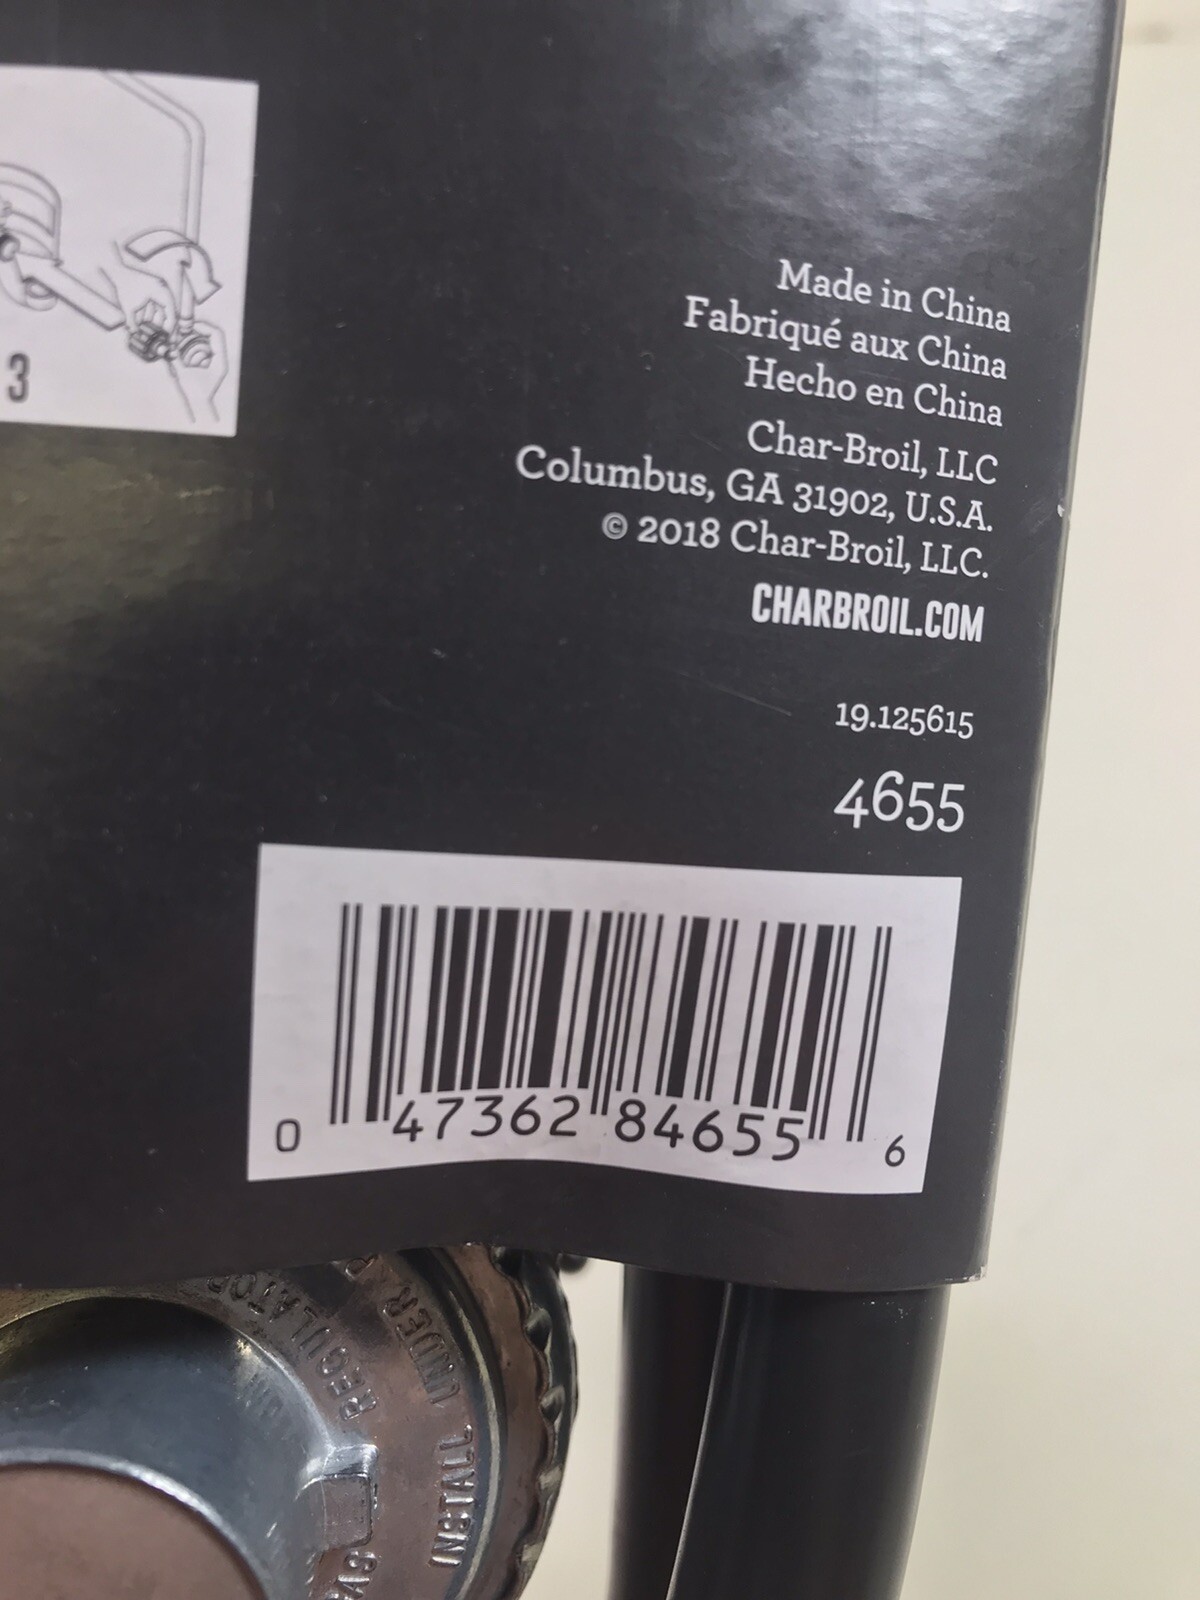 3
Made in China
Fabriqué aux China
Hecho en China
Char-Broil, LLC
Columbus, GA 31902, U.S.A.
© 2018 Char-Broil, LLC.
CHARBROIL.COM
19.125615
4655
0 47362 84655 6
REGULATOR
INSTALL UNDER
GAS